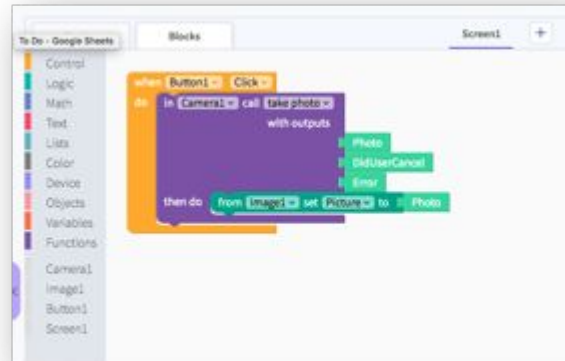 To Do - Google Sheets
Blocks
Screen1 +
Control
Logic
Math
Text
Lists
Color
Device
Objects
Variables
Functions
Camera1
Image1
Button1
Screen1
when Button1 Click
do in Camera1 call take photo
with outputs
Photo
DidUserCancel
Error
then do from Image1 set Picture to Photo